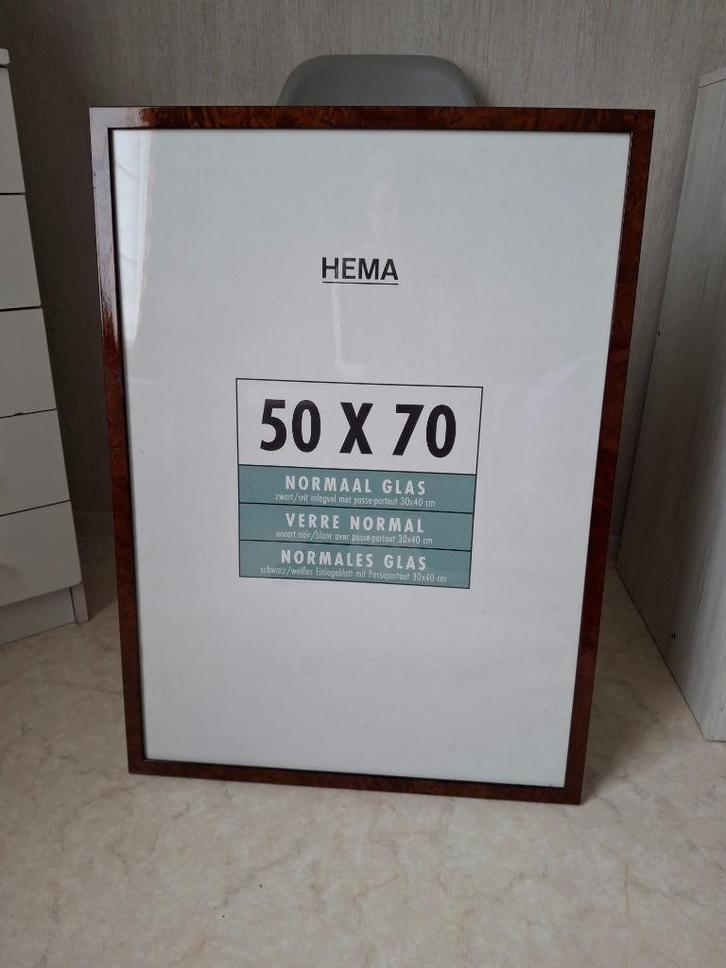 HEMA
50 X 70
NORMAAL GLAS
zwart/wit inlegvel met passe-partout 30x40 cm
VERRE NORMAL
encart noir/blanc avec passe-partout 30x40 cm
NORMALES GLAS
schwarz/weißes Einlageblatt mit Passepartout 30x40 cm